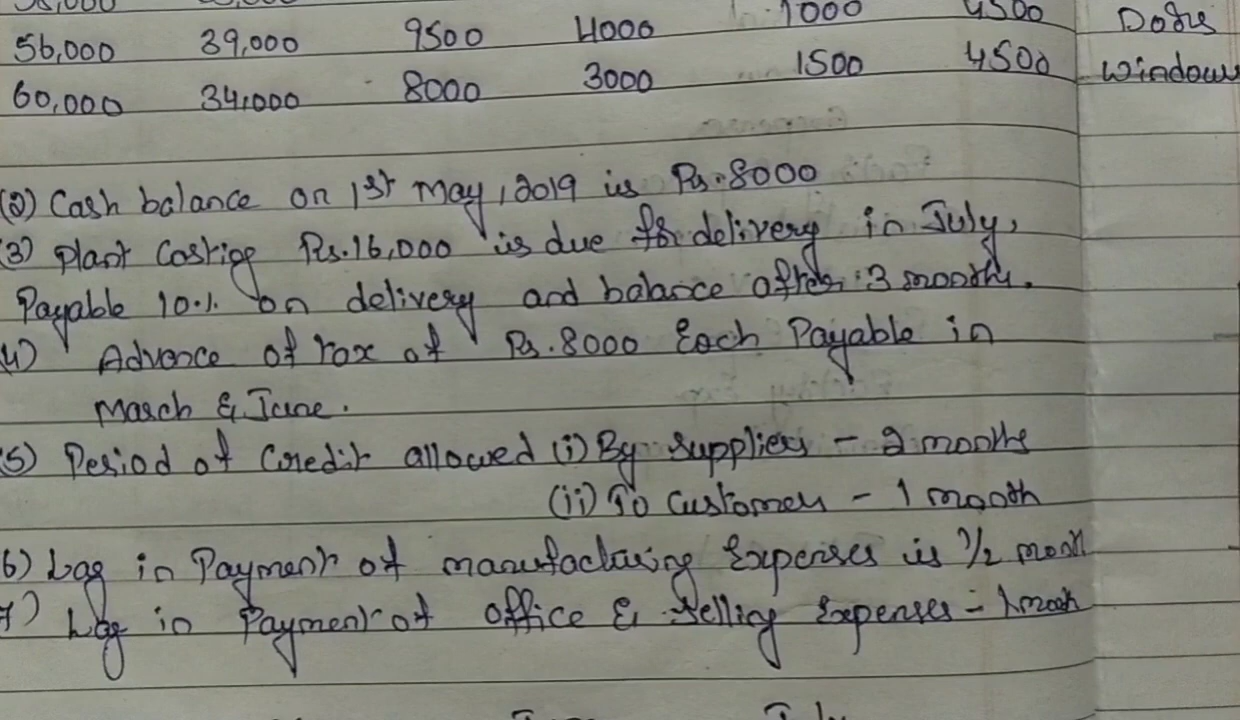 56,000 39,000 9500 4000 1000 4500 Doors
60,000 34,000 8000 3000 1500 4500 Windows
(2) Cash balance on 1st May, 2019 is Rs.8000
(3) Plant Costing Rs.16,000 is due for delivery in July,
Payable 10% on delivery and balance after 3 months.
(4) Advance of Tax of Rs.8000 Each Payable in
March & June.
(5) Period of Credit allowed (i) By Suppliers - 2 months
(ii) To Customers - 1 month
6) Lag in Payment of manufacturing Expenses is 1/2 month
7) Lag in Payment of office & Selling Expenses - 1 month